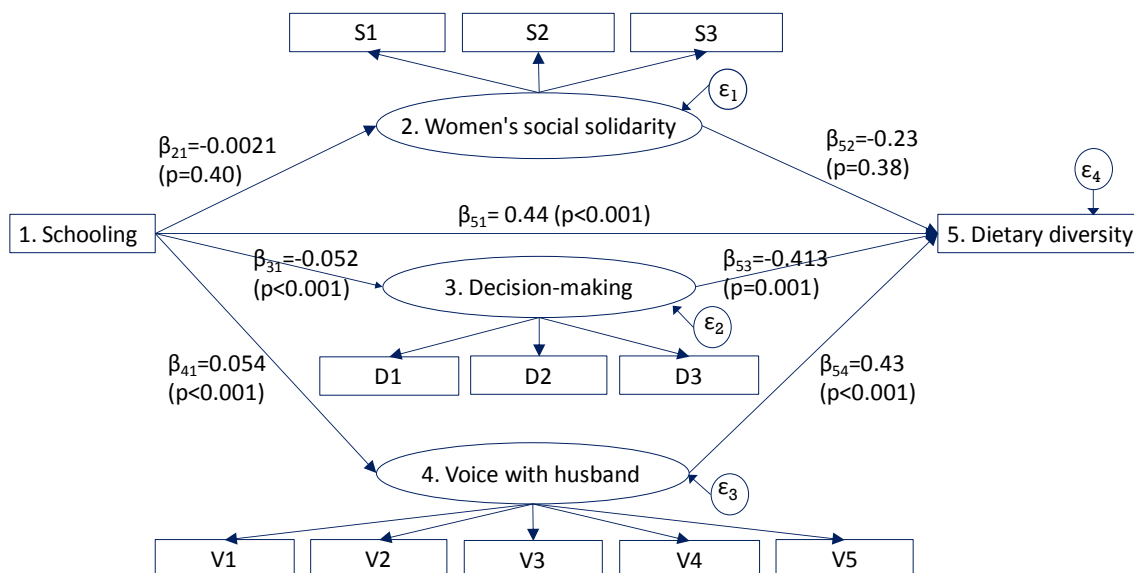 S1
S2
S3
ε1
2. Women's social solidarity
β21=-0.0021
(p=0.40)
β52=-0.23
(p=0.38)
ε4
1. Schooling
β51= 0.44 (p<0.001)
5. Dietary diversity
β31=-0.052
(p<0.001)
3. Decision-making
β53=-0.413
(p=0.001)
ε2
D1
D2
D3
β41=0.054
(p<0.001)
β54=0.43
(p<0.001)
4. Voice with husband
ε3
V1
V2
V3
V4
V5